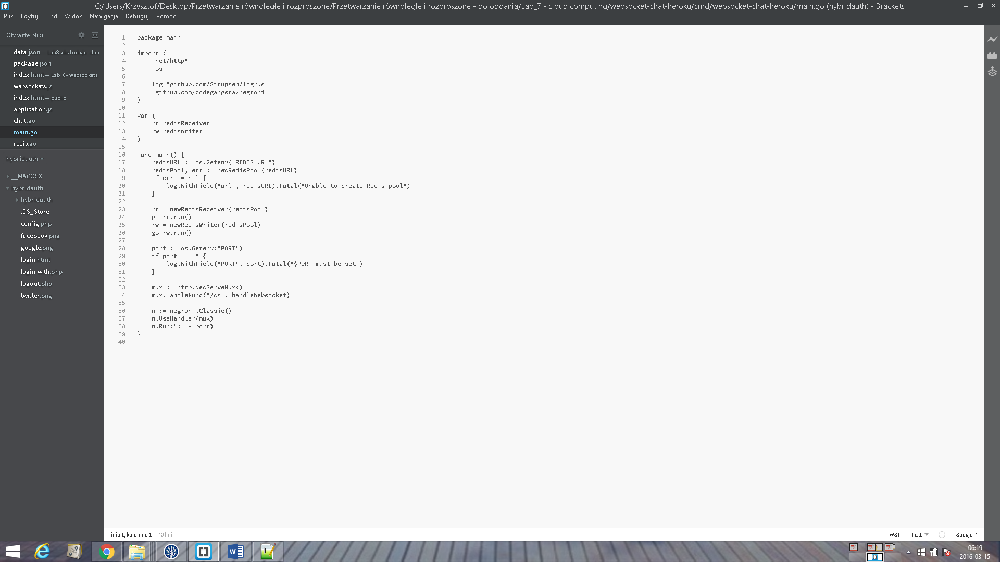 C:/Users/Krzysztof/Desktop/Przetwarzanie równoległe i rozproszone/Przetwarzanie równoległe i rozproszone - do oddania/Lab_7 - cloud computing/websocket-chat-heroku/cmd/websocket-chat-heroku/main.go (hybridauth) - Brackets
Plik Edytuj Find Widok Nawigacja Debuguj Pomoc
Otwarte pliki
data.json — Lab3_ekstrakcja_dan
package.json
index.html — Lab_6- websockets
websockets.js
index.html — public
application.js
chat.go
main.go
redis.go
hybridauth
__MACOSX
hybridauth
hybridauth
.DS_Store
config.php
facebook.png
google.png
login.html
login-with.php
logout.php
twitter.png
1 package main
2
3 import (
4     "net/http"
5     "os"
6
7     log "github.com/Sirupsen/logrus"
8     "github.com/codegangsta/negroni"
9 )
10
11 var (
12     rr redisReceiver
13     rw redisWriter
14 )
15
16 func main() {
17     redisURL := os.Getenv("REDIS_URL")
18     redisPool, err := newRedisPool(redisURL)
19     if err != nil {
20         log.WithField("url", redisURL).Fatal("Unable to create Redis pool")
21     }
22
23     rr = newRedisReceiver(redisPool)
24     go rr.run()
25     rw = newRedisWriter(redisPool)
26     go rw.run()
27
28     port := os.Getenv("PORT")
29     if port == "" {
30         log.WithField("PORT", port).Fatal("$PORT must be set")
31     }
32
33     mux := http.NewServeMux()
34     mux.HandleFunc("/ws", handleWebsocket)
35
36     n := negroni.Classic()
37     n.UseHandler(mux)
38     n.Run(":" + port)
39 }
40
linia 1, kolumna 1 — 40 linii
WST Text Spacje 4
06:19
2016-03-15